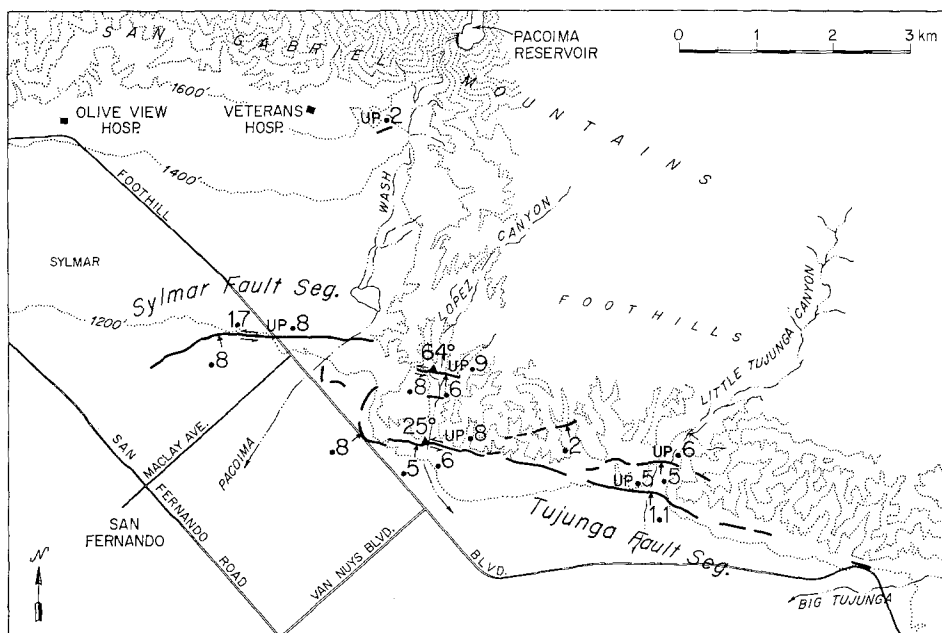 SAN GABRIEL MOUNTAINS
PACOIMA
RESERVOIR
0 1 2 3 km
1600'
OLIVE VIEW
HOSP.
VETERANS
HOSP.
UP .2
1400'
FOOTHILL
WASH
CANYON
LOPEZ
SYLMAR
Sylmar Fault Seg.
FOOTHILLS
LITTLE TUJUNGA CANYON
1200'
1.7
UP .8
.8
64°
UP .9
.8
.6
25°
UP .8
.8
.5
.6
.2
UP .6
UP .5
.5
1.1
MACLAY AVE.
PACOIMA
SAN
FERNANDO
ROAD
SAN
FERNANDO
VAN NUYS BLVD.
BLVD.
Tujunga Fault Seg.
BIG TUJUNGA
N